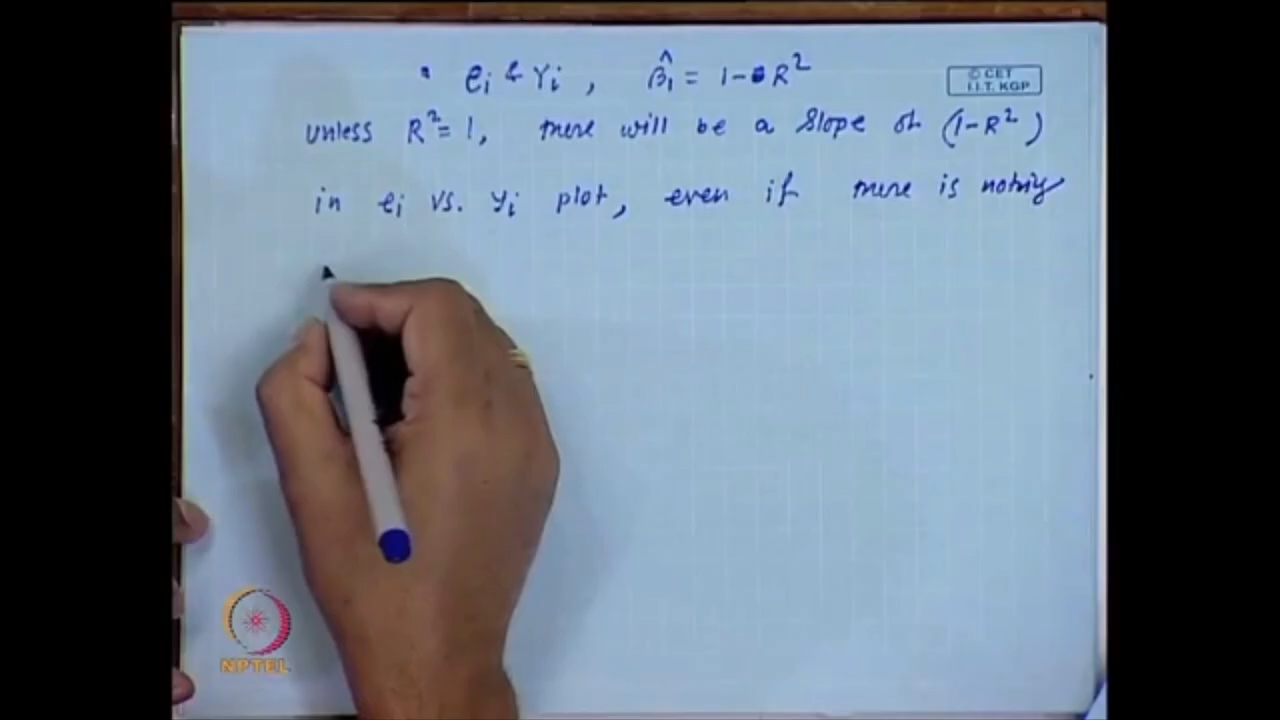 • ei & Yi , β̂1 = 1 - R²
© CET
I.I.T. KGP
unless R² = 1, there will be a slope of (1-R²)
in ei vs. yi plot, even if there is nothing
NPTEL